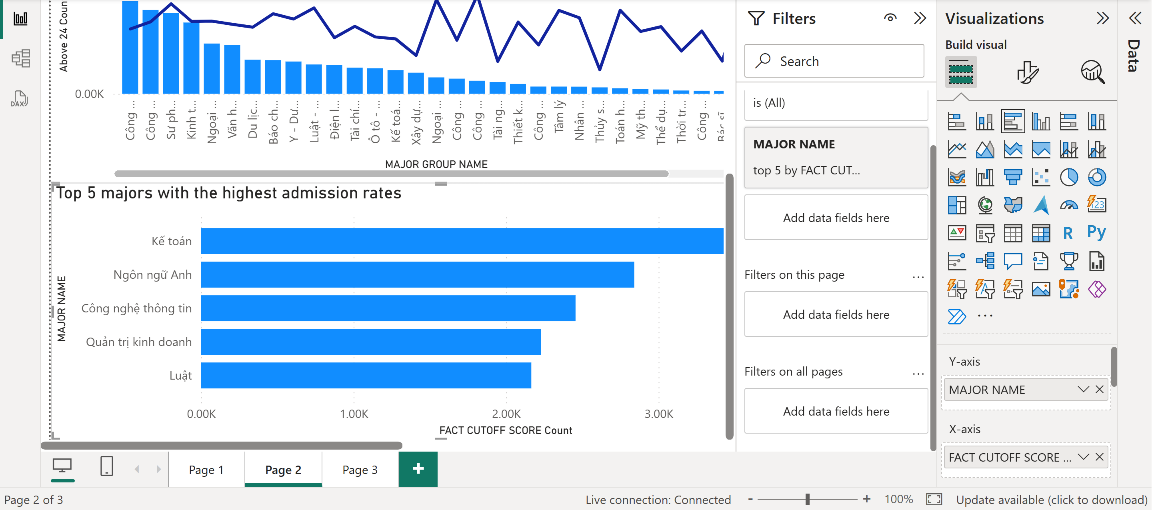 Filters
Visualizations
Data
Build visual
Search
is (All)
MAJOR NAME
top 5 by FACT CUT...
Add data fields here
Filters on this page
...
Add data fields here
Filters on all pages
...
Add data fields here
DAX
123
R
Py
...
Y-axis
MAJOR NAME
X-axis
FACT CUTOFF SCORE ...
Above 24 Coun
0.00K
Công ...
Công ...
Sư ph...
Kinh t...
Ngoại ...
Văn h...
Du lịc...
Báo ch...
Y - Dư...
Luật - ...
Điện l...
Tài chí...
Ô tô - ...
Kế toá...
Xây dự...
Ngoại ...
Công ...
Công ...
Tài ng...
Thiết k...
Công ...
Tâm lý
Nhân ...
Thủy s...
Toán h...
Mỹ th...
Thể dụ...
Thời tr...
Công ...
MAJOR GROUP NAME
Top 5 majors with the highest admission rates
MAJOR NAME
Kế toán
Ngôn ngữ Anh
Công nghệ thông tin
Quản trị kinh doanh
Luật
0.00K
1.00K
2.00K
3.00K
FACT CUTOFF SCORE Count
Page 1
Page 2
Page 3
+
Page 2 of 3
Live connection: Connected
- + 100%
Update available (click to download)